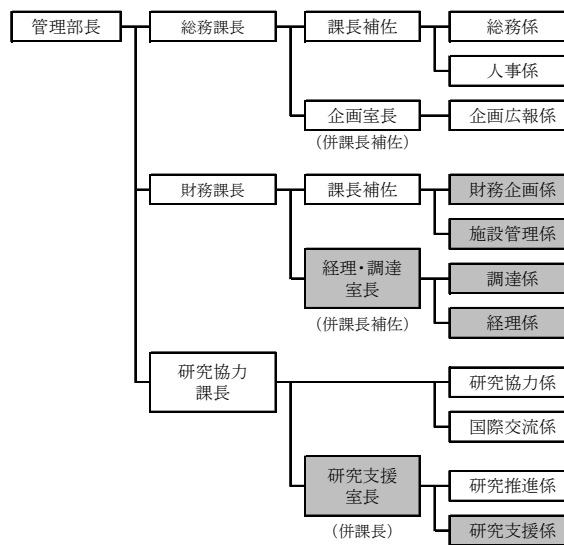 管理部長
総務課長
課長補佐
総務係
人事係
企画室長
(併課長補佐)
企画広報係
財務課長
課長補佐
財務企画係
施設管理係
経理・調達
室長
(併課長補佐)
調達係
経理係
研究協力
課長
研究協力係
国際交流係
研究支援
室長
(併課長)
研究推進係
研究支援係